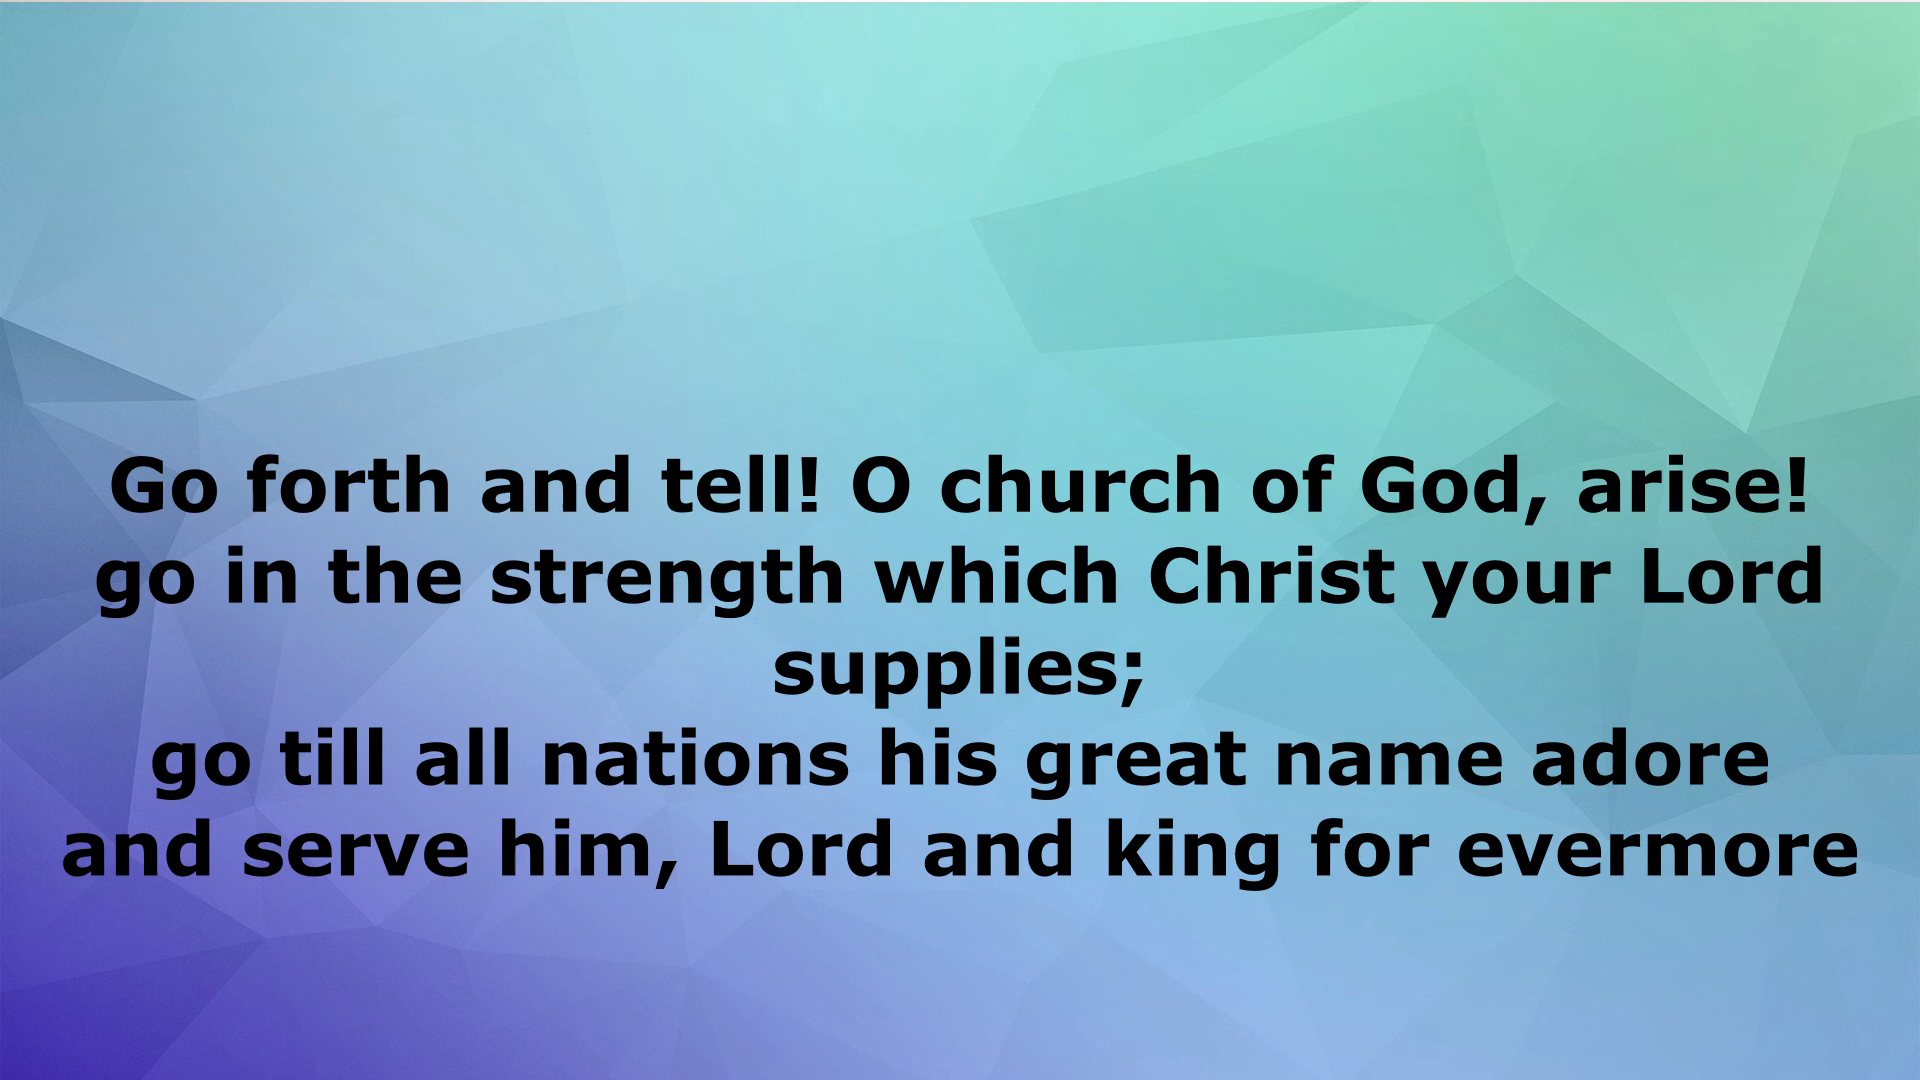 Go forth and tell! O church of God, arise!
go in the strength which Christ your Lord
supplies;
go till all nations his great name adore
and serve him, Lord and king for evermore